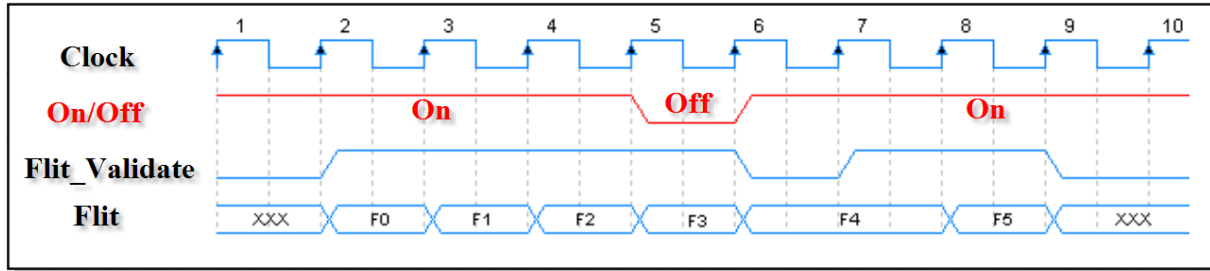 1 2 3 4 5 6 7 8 9 10
Clock
On/Off On Off On
Flit_Validate
Flit XXX F0 F1 F2 F3 F4 F5 XXX